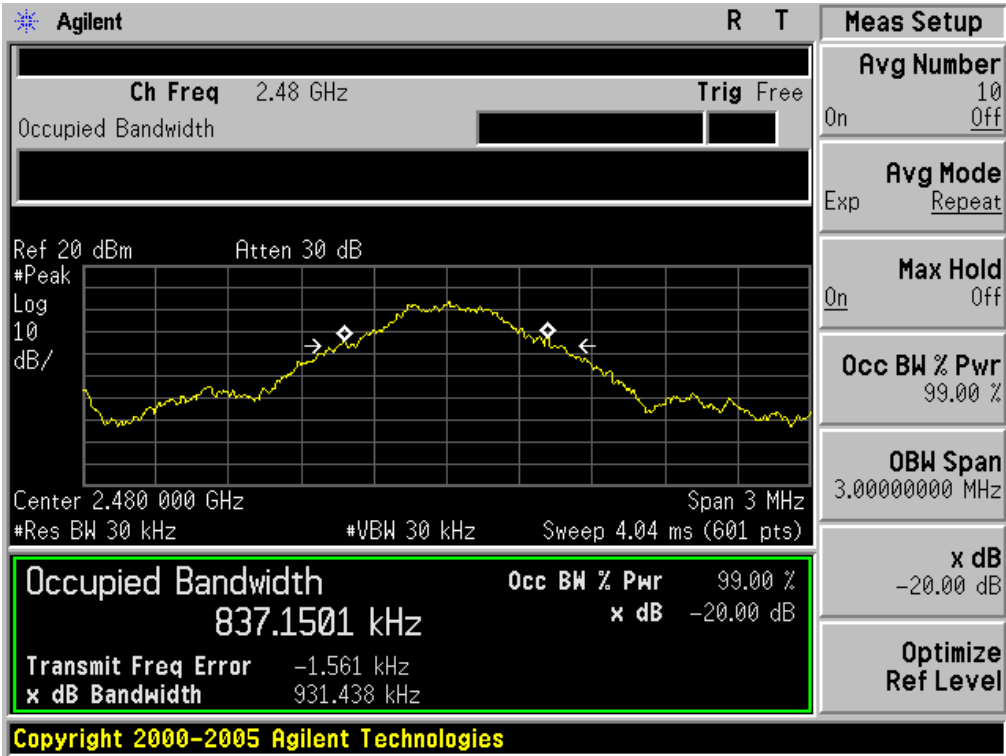 Agilent R T
Ch Freq 2.48 GHz Trig Free
Occupied Bandwidth
Ref 20 dBm Atten 30 dB
#Peak
Log
10
dB/
Center 2.480 000 GHz Span 3 MHz
#Res BW 30 kHz #VBW 30 kHz Sweep 4.04 ms (601 pts)
Occupied Bandwidth
837.1501 kHz
Occ BW % Pwr 99.00 %
x dB -20.00 dB
Transmit Freq Error -1.561 kHz
x dB Bandwidth 931.438 kHz
Copyright 2000-2005 Agilent Technologies
Meas Setup
Avg Number
10
On Off
Avg Mode
Exp Repeat
Max Hold
On Off
Occ BW % Pwr
99.00 %
OBW Span
3.00000000 MHz
x dB
-20.00 dB
Optimize
Ref Level